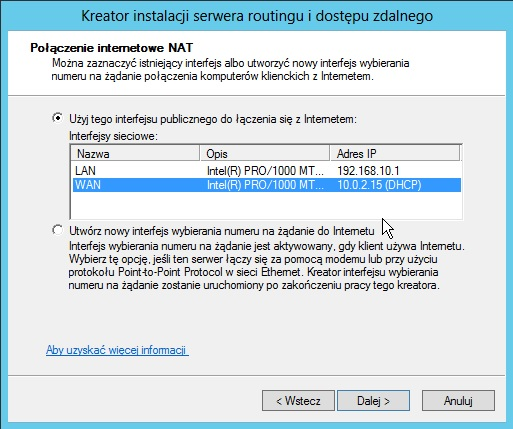 Kreator instalacji serwera routingu i dostępu zdalnego
Połączenie internetowe NAT
Można zaznaczyć istniejący interfejs albo utworzyć nowy interfejs wybierania
numeru na żądanie połączenia komputerów klienckich z Internetem.
Użyj tego interfejsu publicznego do łączenia się z Internetem:
Interfejsy sieciowe:
Nazwa Opis Adres IP
LAN Intel(R) PRO/1000 MT... 192.168.10.1
WAN Intel(R) PRO/1000 MT... 10.0.2.15 (DHCP)
Utwórz nowy interfejs wybierania numeru na żądanie do Internetu
Interfejs wybierania numeru na żądanie jest aktywowany, gdy klient używa Internetu.
Wybierz tę opcję, jeśli ten serwer łączy się za pomocą modemu lub przy użyciu
protokołu Point-to-Point Protocol w sieci Ethernet. Kreator interfejsu wybierania
numeru na żądanie zostanie uruchomiony po zakończeniu pracy tego kreatora.
Aby uzyskać więcej informacji
< Wstecz Dalej > Anuluj